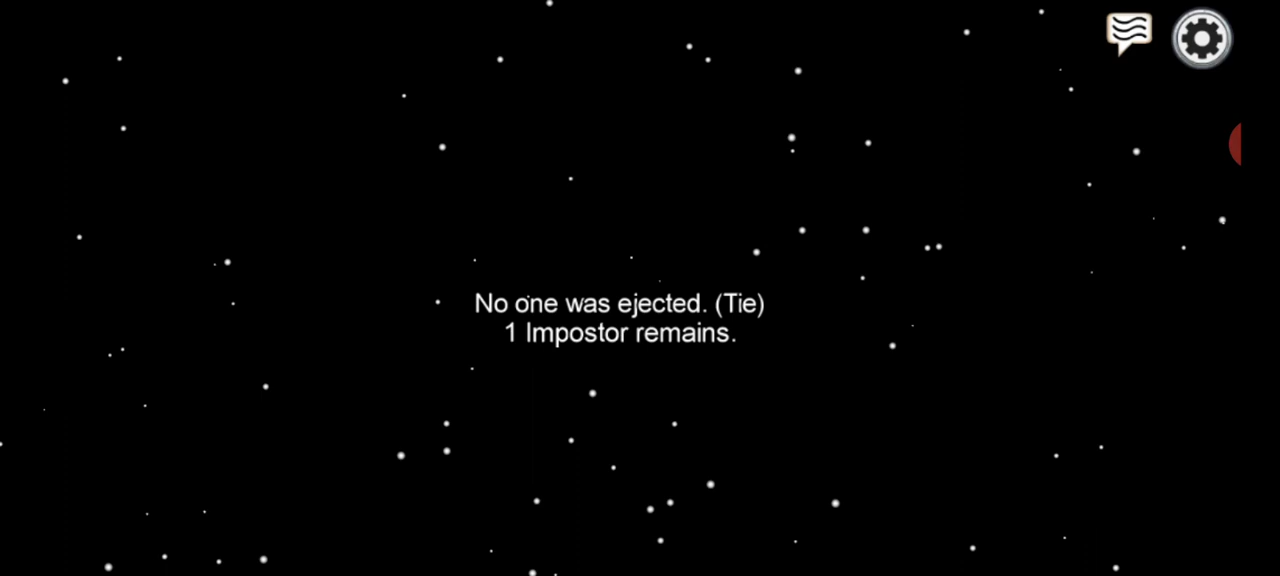 No one was ejected. (Tie)
1 Impostor remains.